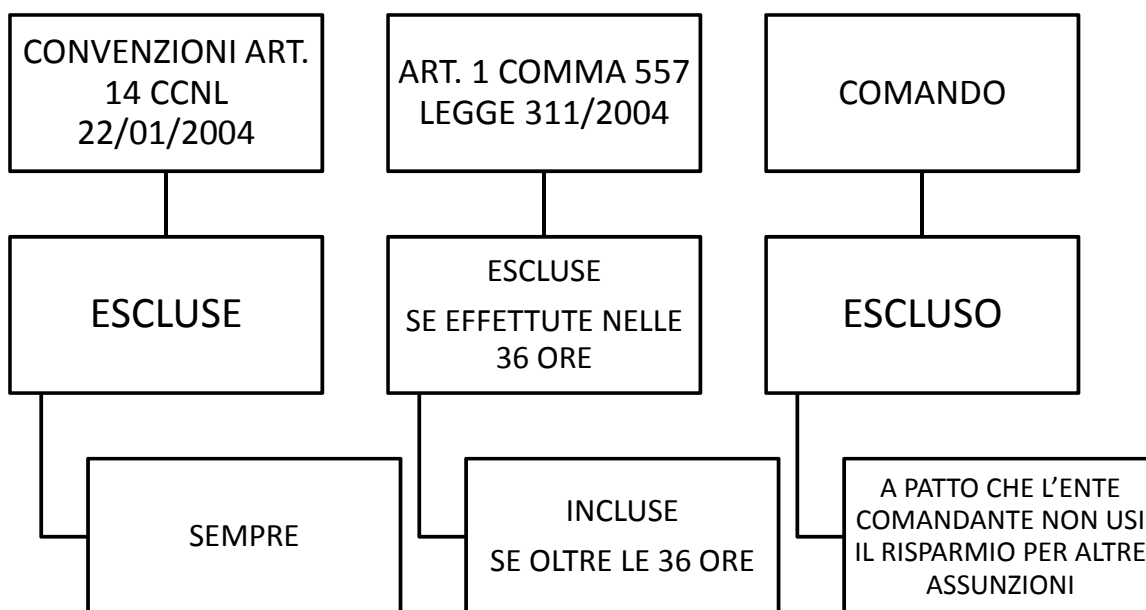 CONVENZIONI ART.
14 CCNL
22/01/2004
ESCLUSE
SEMPRE
ART. 1 COMMA 557
LEGGE 311/2004
ESCLUSE
SE EFFETTUTE NELLE
36 ORE
INCLUSE
SE OLTRE LE 36 ORE
COMANDO
ESCLUSO
A PATTO CHE L’ENTE
COMANDANTE NON USI
IL RISPARMIO PER ALTRE
ASSUNZIONI